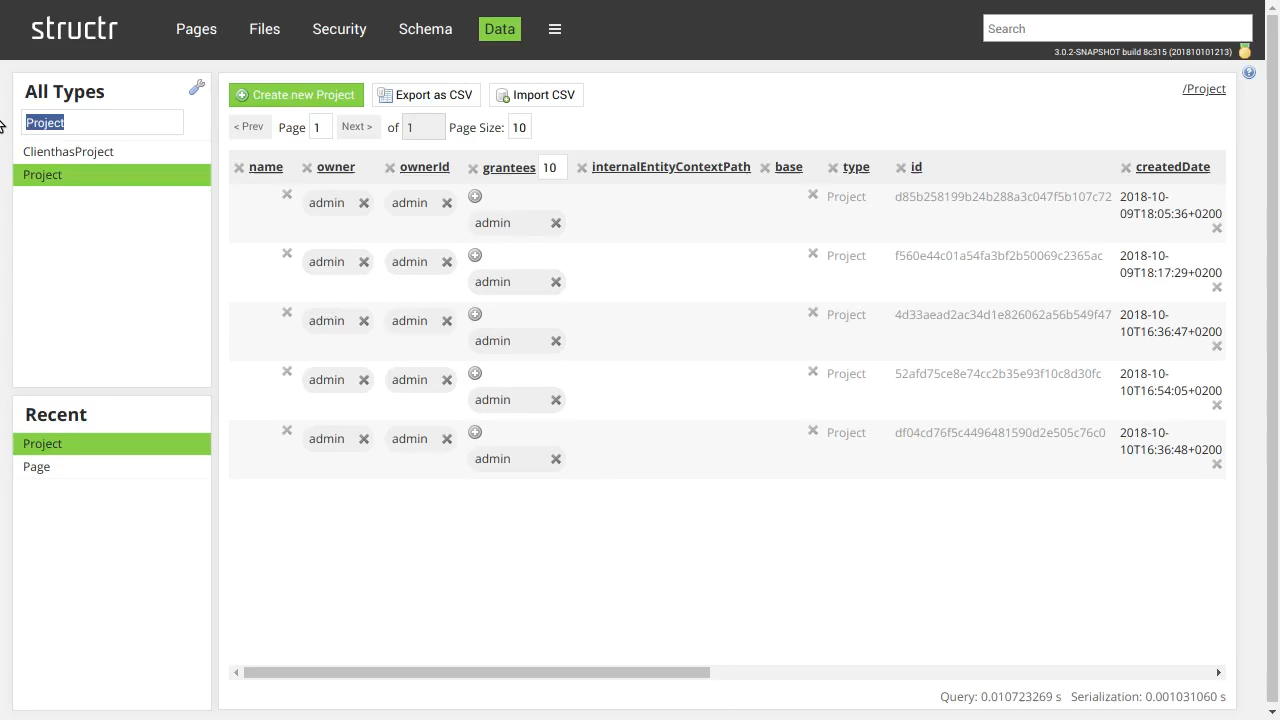 structr Pages Files Security Schema Data Search
3.0.2-SNAPSHOT build 8c315 (201810101213)
All Types
Project
ClienthasProject
Project
Recent
Project
Page
Create new Project Export as CSV Import CSV /Project
< Prev Page 1 Next > of 1 Page Size: 10
name owner ownerId grantees 10 internalEntityContextPath base type id createdDate
admin admin admin Project d85b258199b24b288a3c047f5b107c72 2018-10-
09T18:05:36+0200
admin admin admin Project f560e44c01a54fa3bf2b50069c2365ac 2018-10-
09T18:17:29+0200
admin admin admin Project 4d33aead2ac34d1e826062a56b549f47 2018-10-
10T16:36:47+0200
admin admin admin Project 52afd75ce8e74cc2b35e93f10c8d30fc 2018-10-
10T16:54:05+0200
admin admin admin Project df04cd76f5c4496481590d2e505c76c0 2018-10-
10T16:36:48+0200
Query: 0.010723269 s Serialization: 0.001031060 s